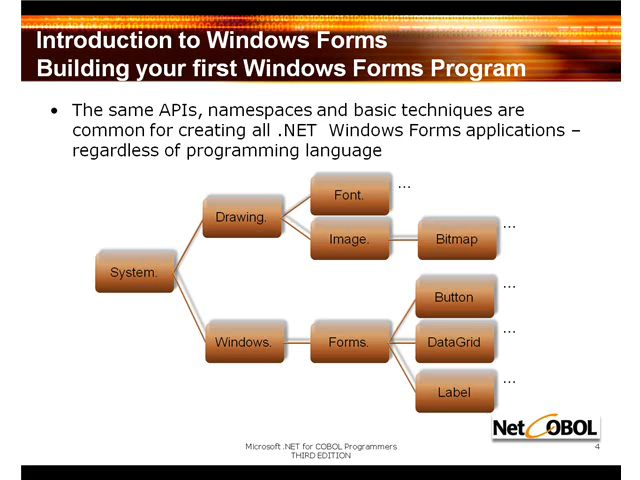 Introduction to Windows Forms
Building your first Windows Forms Program
• The same APIs, namespaces and basic techniques are
common for creating all .NET  Windows Forms applications –
regardless of programming language
Font.
...
Drawing.
Image.
Bitmap
...
System.
Button
...
Windows.
Forms.
DataGrid
...
Label
...
NetCOBOL
Microsoft .NET for COBOL Programmers
THIRD EDITION
4